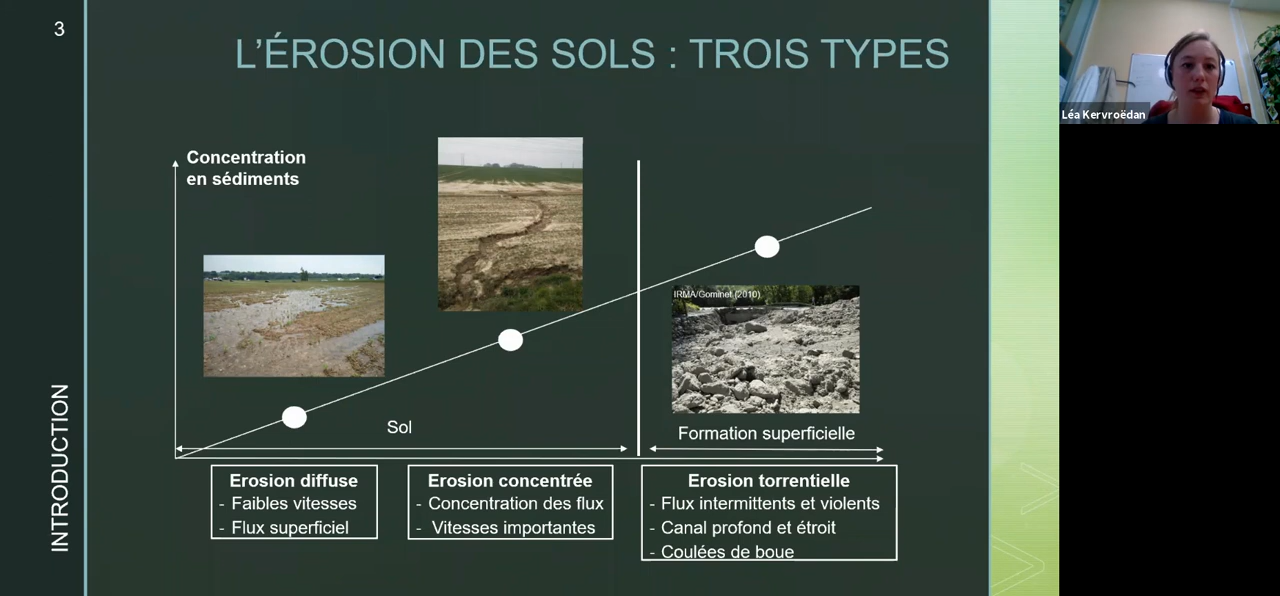 3
L'ÉROSION DES SOLS : TROIS TYPES
Léa Kervroëdan
Concentration
en sédiments
IRMA/Gominet (2010)
Sol
Formation superficielle
INTRODUCTION
Erosion diffuse
- Faibles vitesses
- Flux superficiel
Erosion concentrée
- Concentration des flux
- Vitesses importantes
Erosion torrentielle
- Flux intermittents et violents
- Canal profond et étroit
- Coulées de boue